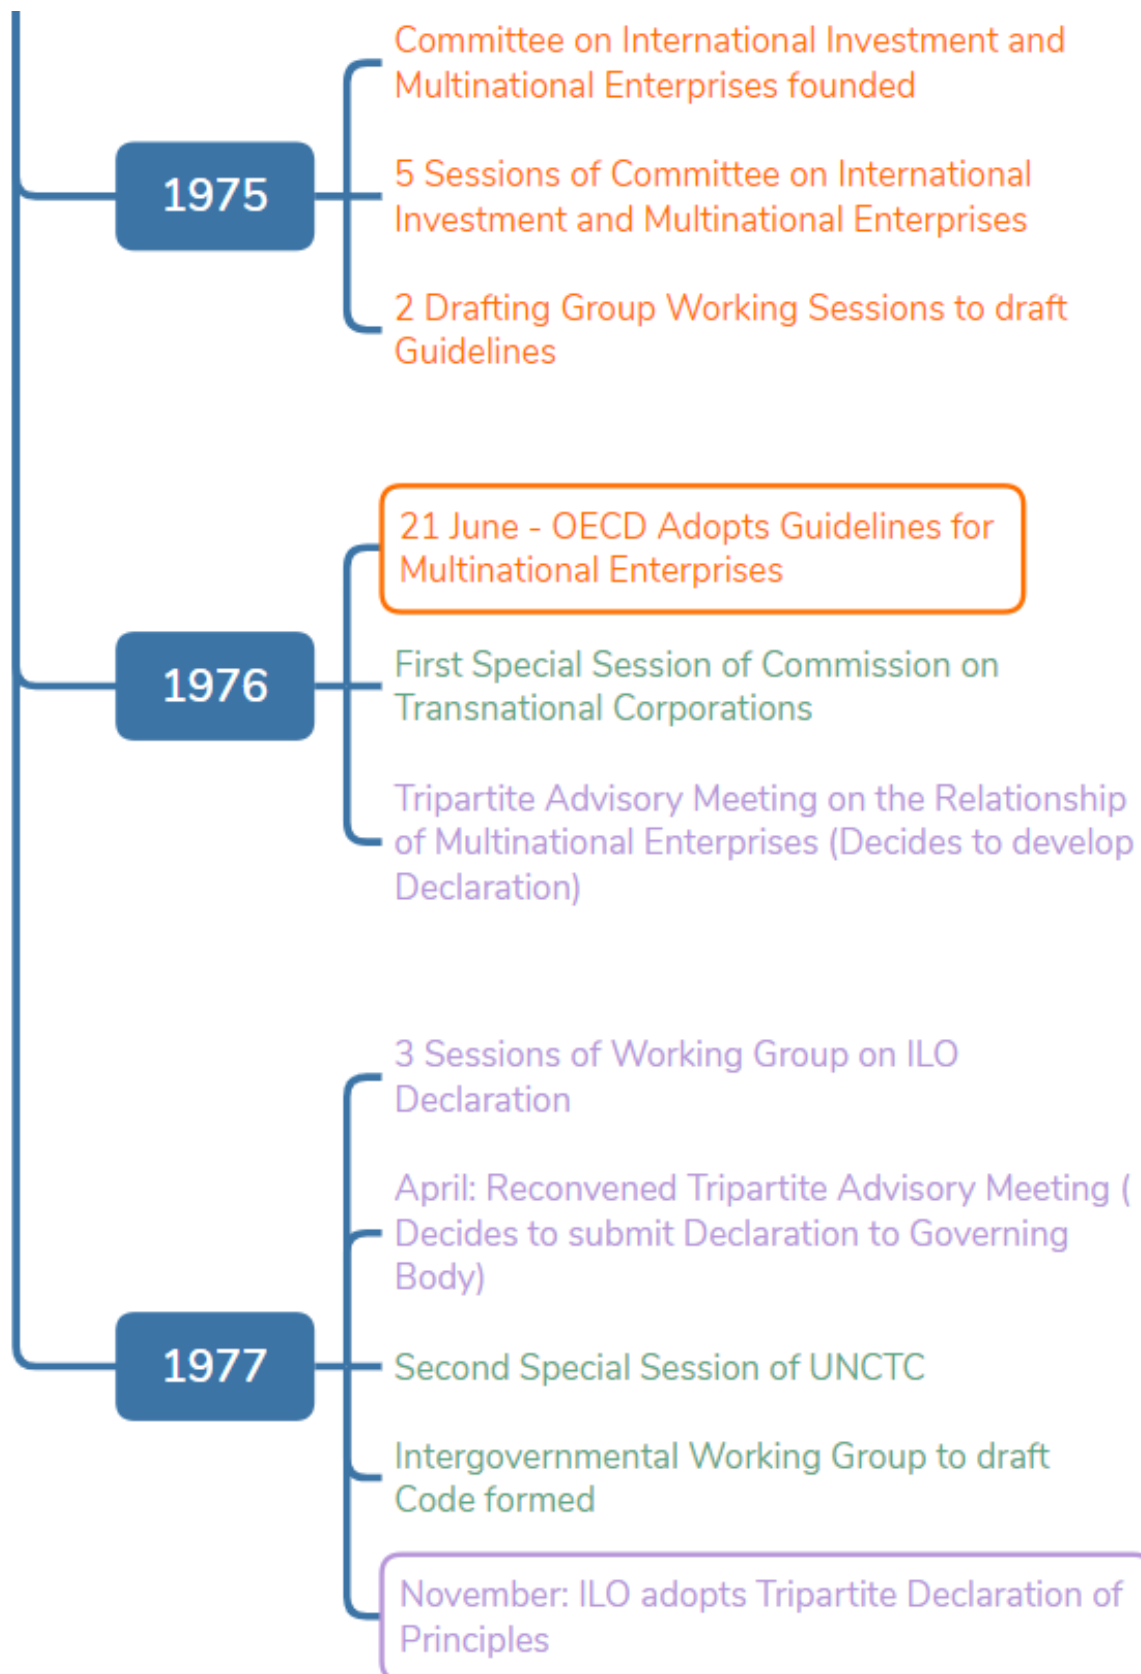 Committee on International Investment and
Multinational Enterprises founded
1975
5 Sessions of Committee on International
Investment and Multinational Enterprises
2 Drafting Group Working Sessions to draft
Guidelines
21 June - OECD Adopts Guidelines for
Multinational Enterprises
1976
First Special Session of Commission on
Transnational Corporations
Tripartite Advisory Meeting on the Relationship
of Multinational Enterprises (Decides to develop
Declaration)
3 Sessions of Working Group on ILO
Declaration
April: Reconvened Tripartite Advisory Meeting (
Decides to submit Declaration to Governing
Body)
1977
Second Special Session of UNCTC
Intergovernmental Working Group to draft
Code formed
November: ILO adopts Tripartite Declaration of
Principles